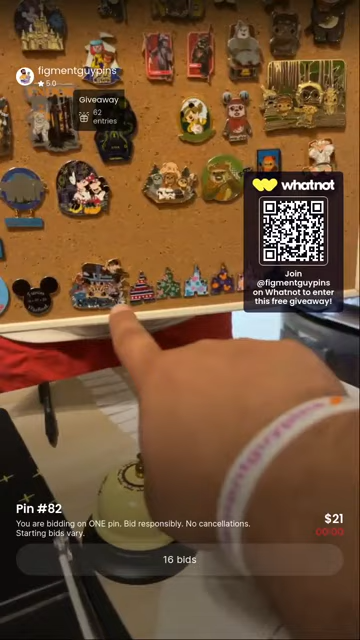 figmentguypins
★ 5.0
Giveaway
62
entries
whatnot
Join
@figmentguypins
on Whatnot to enter
this free giveaway!
Pin #82
$21
You are bidding on ONE pin. Bid responsibly. No cancellations.
Starting bids vary.
00:00
16 bids